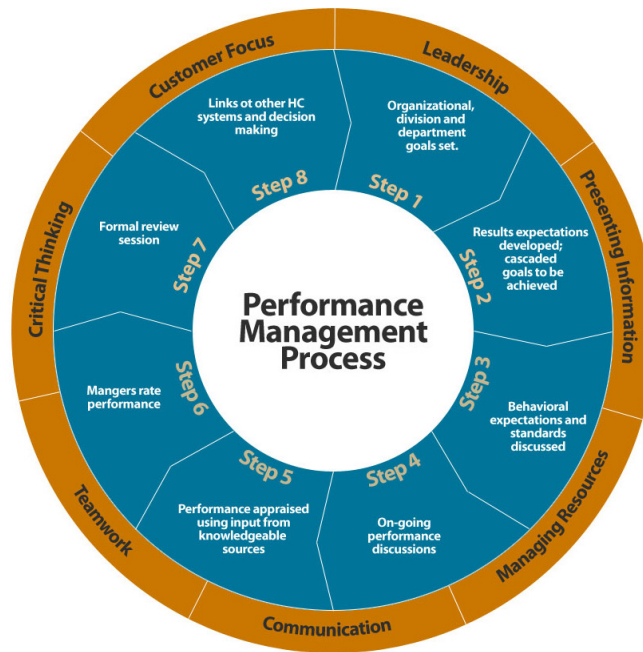 Performance
Management
Process
Step 1
Organizational,
division and
department
goals set.
Step 2
Results expectations
developed;
cascaded
goals to be
achieved
Step 3
Behavioral
expectations and
standards discussed
Step 4
On-going
performance
discussions
Step 5
Performance appraised
using input from
knowledgeable
sources
Step 6
Mangers rate
performance
Step 7
Formal review
session
Step 8
Links ot other HC
systems and decision
making
Leadership
Presenting Information
Managing Resources
Communication
Teamwork
Critical Thinking
Customer Focus